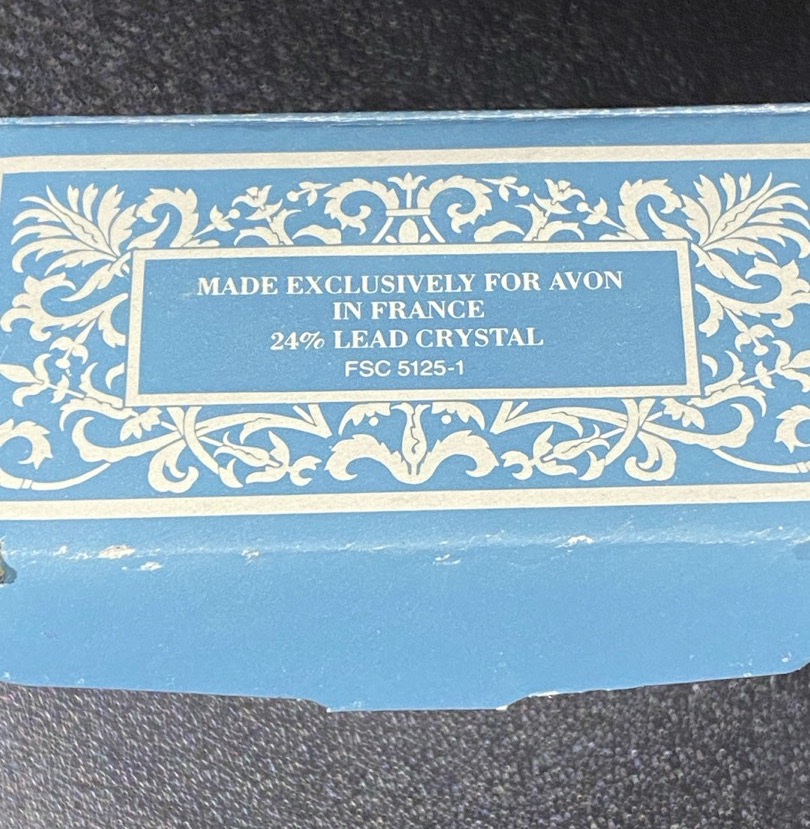 MADE EXCLUSIVELY FOR AVON
IN FRANCE
24% LEAD CRYSTAL
FSC 5125-1